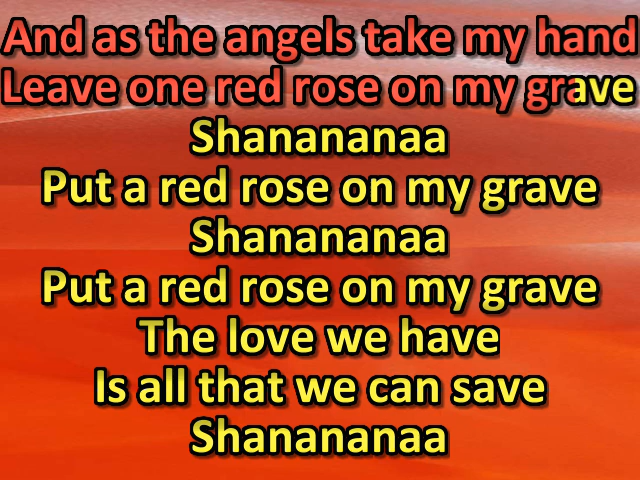 And as the angels take my hand
Leave one red rose on my grave
Shanananaa
Put a red rose on my grave
Shanananaa
Put a red rose on my grave
The love we have
Is all that we can save
Shanananaa